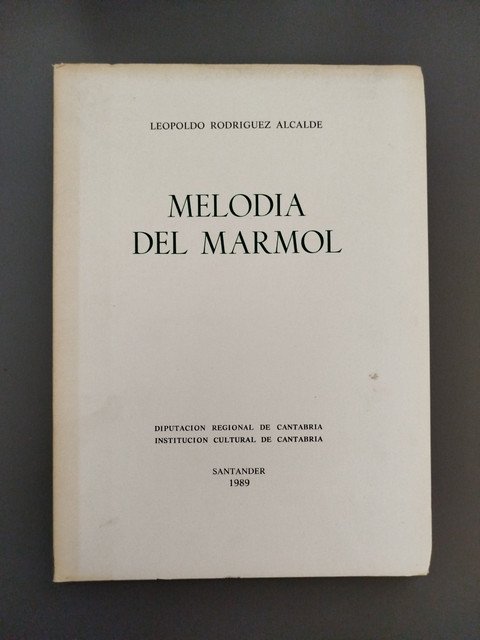 LEOPOLDO RODRIGUEZ ALCALDE
MELODIA
DEL MARMOL
DIPUTACION REGIONAL DE CANTABRIA
INSTITUCION CULTURAL DE CANTABRIA
SANTANDER
1989